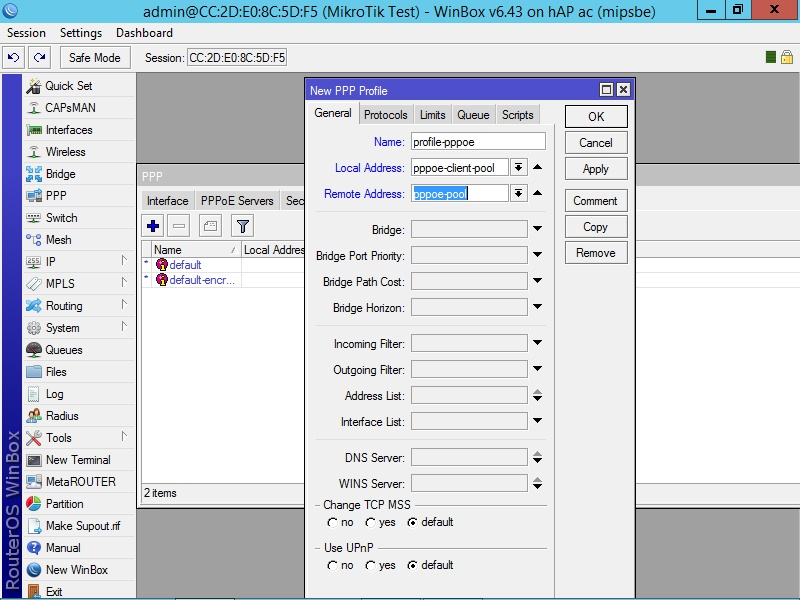 admin@CC:2D:E0:8C:5D:F5 (MikroTik Test) - WinBox v6.43 on hAP ac (mipsbe)
Session Settings Dashboard
Safe Mode Session: CC:2D:E0:8C:5D:F5
RouterOS WinBox
Quick Set
CAPsMAN
Interfaces
Wireless
Bridge
PPP
Switch
Mesh
IP
MPLS
Routing
System
Queues
Files
Log
Radius
Tools
New Terminal
MetaROUTER
Partition
Make Supout.rif
Manual
New WinBox
Exit
PPP
Interface PPPoE Servers Sec
Name / Local Addres
* default
* default-encr...
2 items
New PPP Profile
General Protocols Limits Queue Scripts
Name: profile-pppoe
Local Address: pppoe-client-pool
Remote Address: pppoe-pool
Bridge:
Bridge Port Priority:
Bridge Path Cost:
Bridge Horizon:
Incoming Filter:
Outgoing Filter:
Address List:
Interface List:
DNS Server:
WINS Server:
Change TCP MSS
no yes default
Use UPnP
no yes default
OK
Cancel
Apply
Comment
Copy
Remove